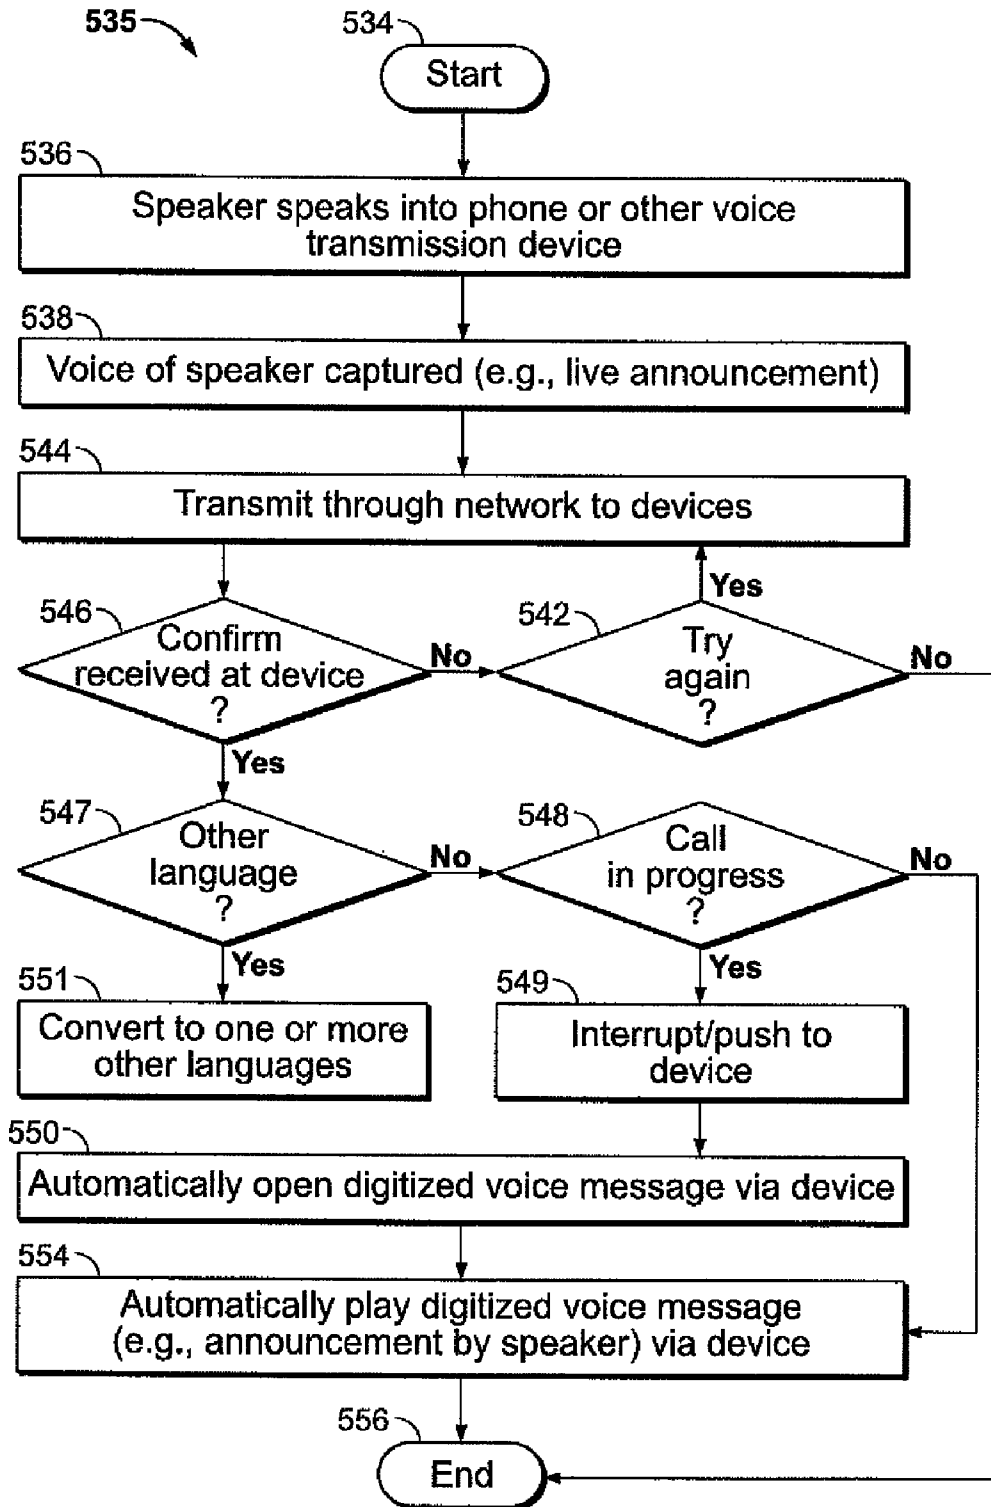 535
534
Start
536
Speaker speaks into phone or other voice
transmission device
538
Voice of speaker captured (e.g., live announcement)
544
Transmit through network to devices
Yes
546
Confirm
received at device
?
No
542
Try
again
?
No
Yes
547
Other
language
?
No
548
Call
in progress
?
No
Yes
Yes
551
Convert to one or more
other languages
549
Interrupt/push to
device
550
Automatically open digitized voice message via device
554
Automatically play digitized voice message
(e.g., announcement by speaker) via device
556
End